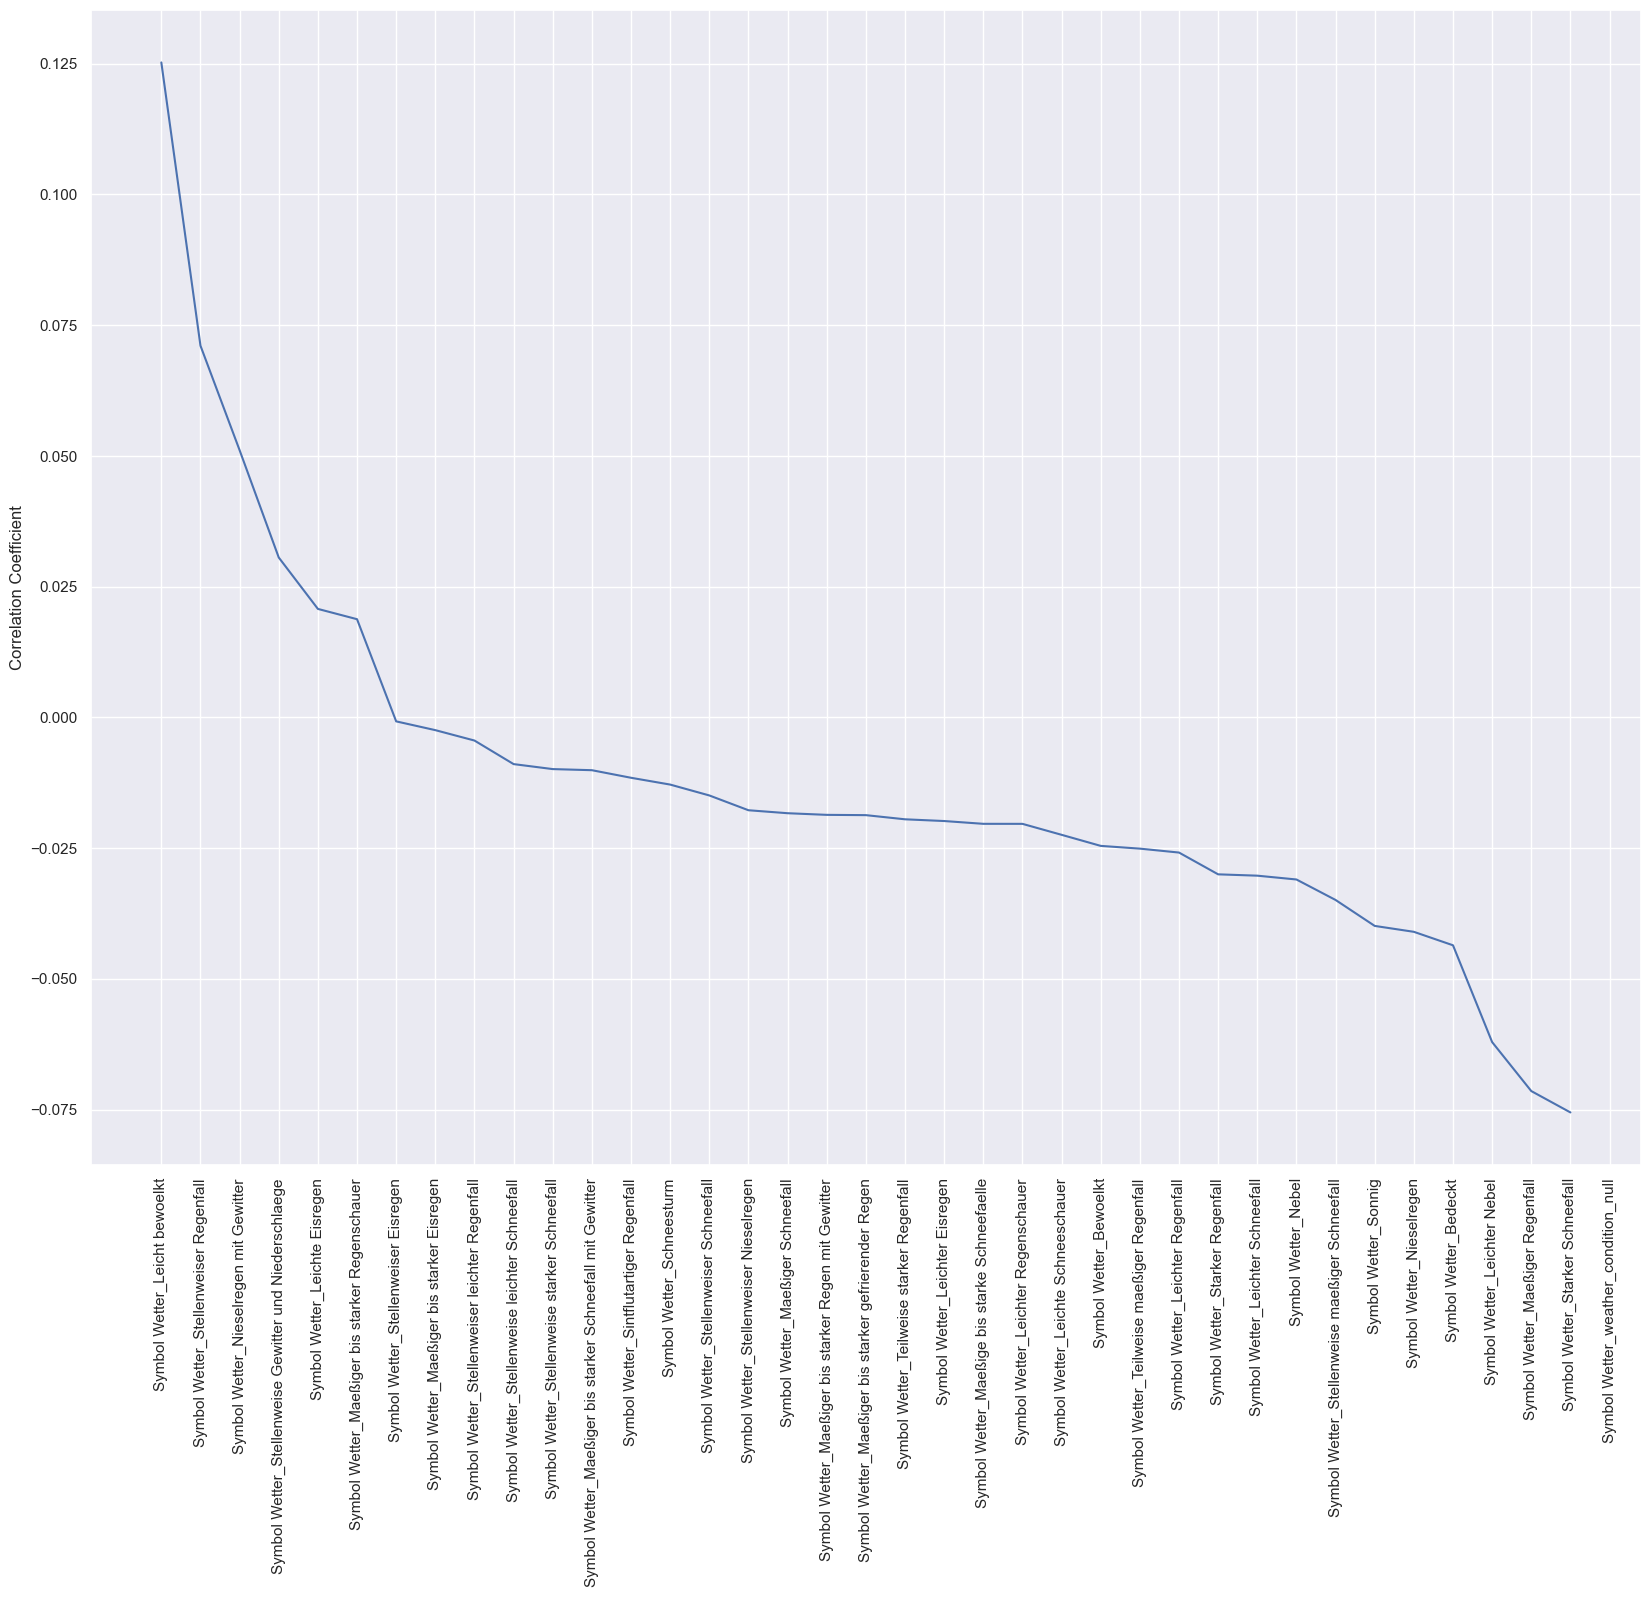 0.125
0.100
0.075
0.050
0.025
0.000
−0.025
−0.050
−0.075
Correlation Coefficient
Symbol Wetter_Leicht bewoelkt
Symbol Wetter_Stellenweiser Regenfall
Symbol Wetter_Nieselregen mit Gewitter
Symbol Wetter_Stellenweise Gewitter und Niederschlaege
Symbol Wetter_Leichte Eisregen
Symbol Wetter_Maeßiger bis starker Regenschauer
Symbol Wetter_Stellenweiser Eisregen
Symbol Wetter_Maeßiger bis starker Eisregen
Symbol Wetter_Stellenweiser leichter Regenfall
Symbol Wetter_Stellenweise leichter Schneefall
Symbol Wetter_Stellenweise starker Schneefall
Symbol Wetter_Maeßiger bis starker Schneefall mit Gewitter
Symbol Wetter_Sintflutartiger Regenfall
Symbol Wetter_Schneesturm
Symbol Wetter_Stellenweiser Schneefall
Symbol Wetter_Stellenweiser Nieselregen
Symbol Wetter_Maeßiger Schneefall
Symbol Wetter_Maeßiger bis starker Regen mit Gewitter
Symbol Wetter_Maeßiger bis starker gefrierender Regen
Symbol Wetter_Teilweise starker Regenfall
Symbol Wetter_Leichter Eisregen
Symbol Wetter_Maeßige bis starke Schneefaelle
Symbol Wetter_Leichter Regenschauer
Symbol Wetter_Leichte Schneeschauer
Symbol Wetter_Bewoelkt
Symbol Wetter_Teilweise maeßiger Regenfall
Symbol Wetter_Leichter Regenfall
Symbol Wetter_Starker Regenfall
Symbol Wetter_Leichter Schneefall
Symbol Wetter_Nebel
Symbol Wetter_Stellenweise maeßiger Schneefall
Symbol Wetter_Sonnig
Symbol Wetter_Nieselregen
Symbol Wetter_Bedeckt
Symbol Wetter_Leichter Nebel
Symbol Wetter_Maeßiger Regenfall
Symbol Wetter_Starker Schneefall
Symbol Wetter_weather_condition_null